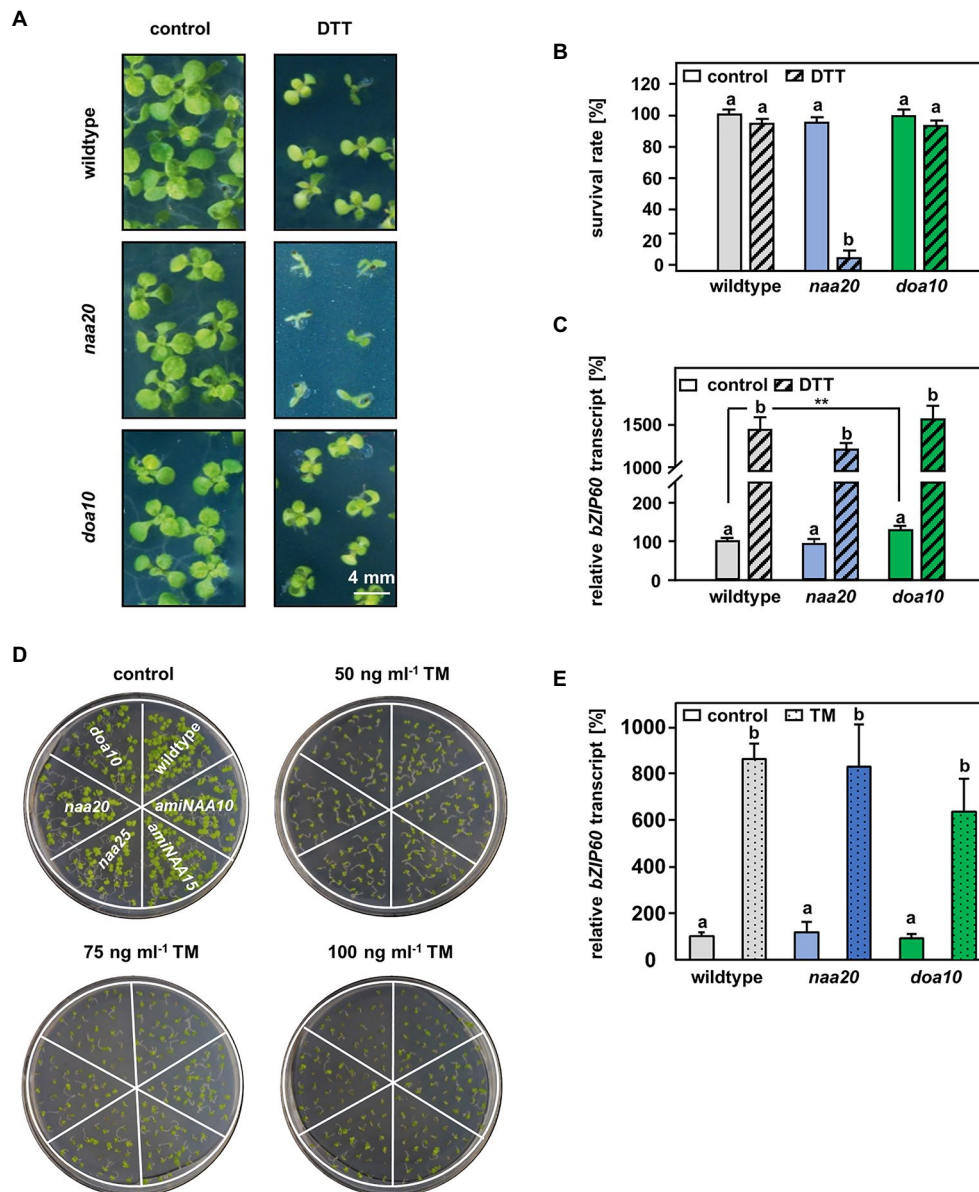 A
control DTT
wildtype
naa20
doa10
4 mm
B
survival rate [%]
120
100
80
60
40
20
0
control DTT
a a a b a a
wildtype naa20 doa10
C
relative bZIP60 transcript [%]
1500
1000
200
100
0
control DTT
**
a b a b a b
wildtype naa20 doa10
D
control 50 ng ml-1 TM
doa10
wildtype
naa20
amiNAA10
naa25
amiNAA15
75 ng ml-1 TM 100 ng ml-1 TM
E
relative bZIP60 transcript [%]
1000
800
600
400
200
0
control TM
a b a b a b
wildtype naa20 doa10